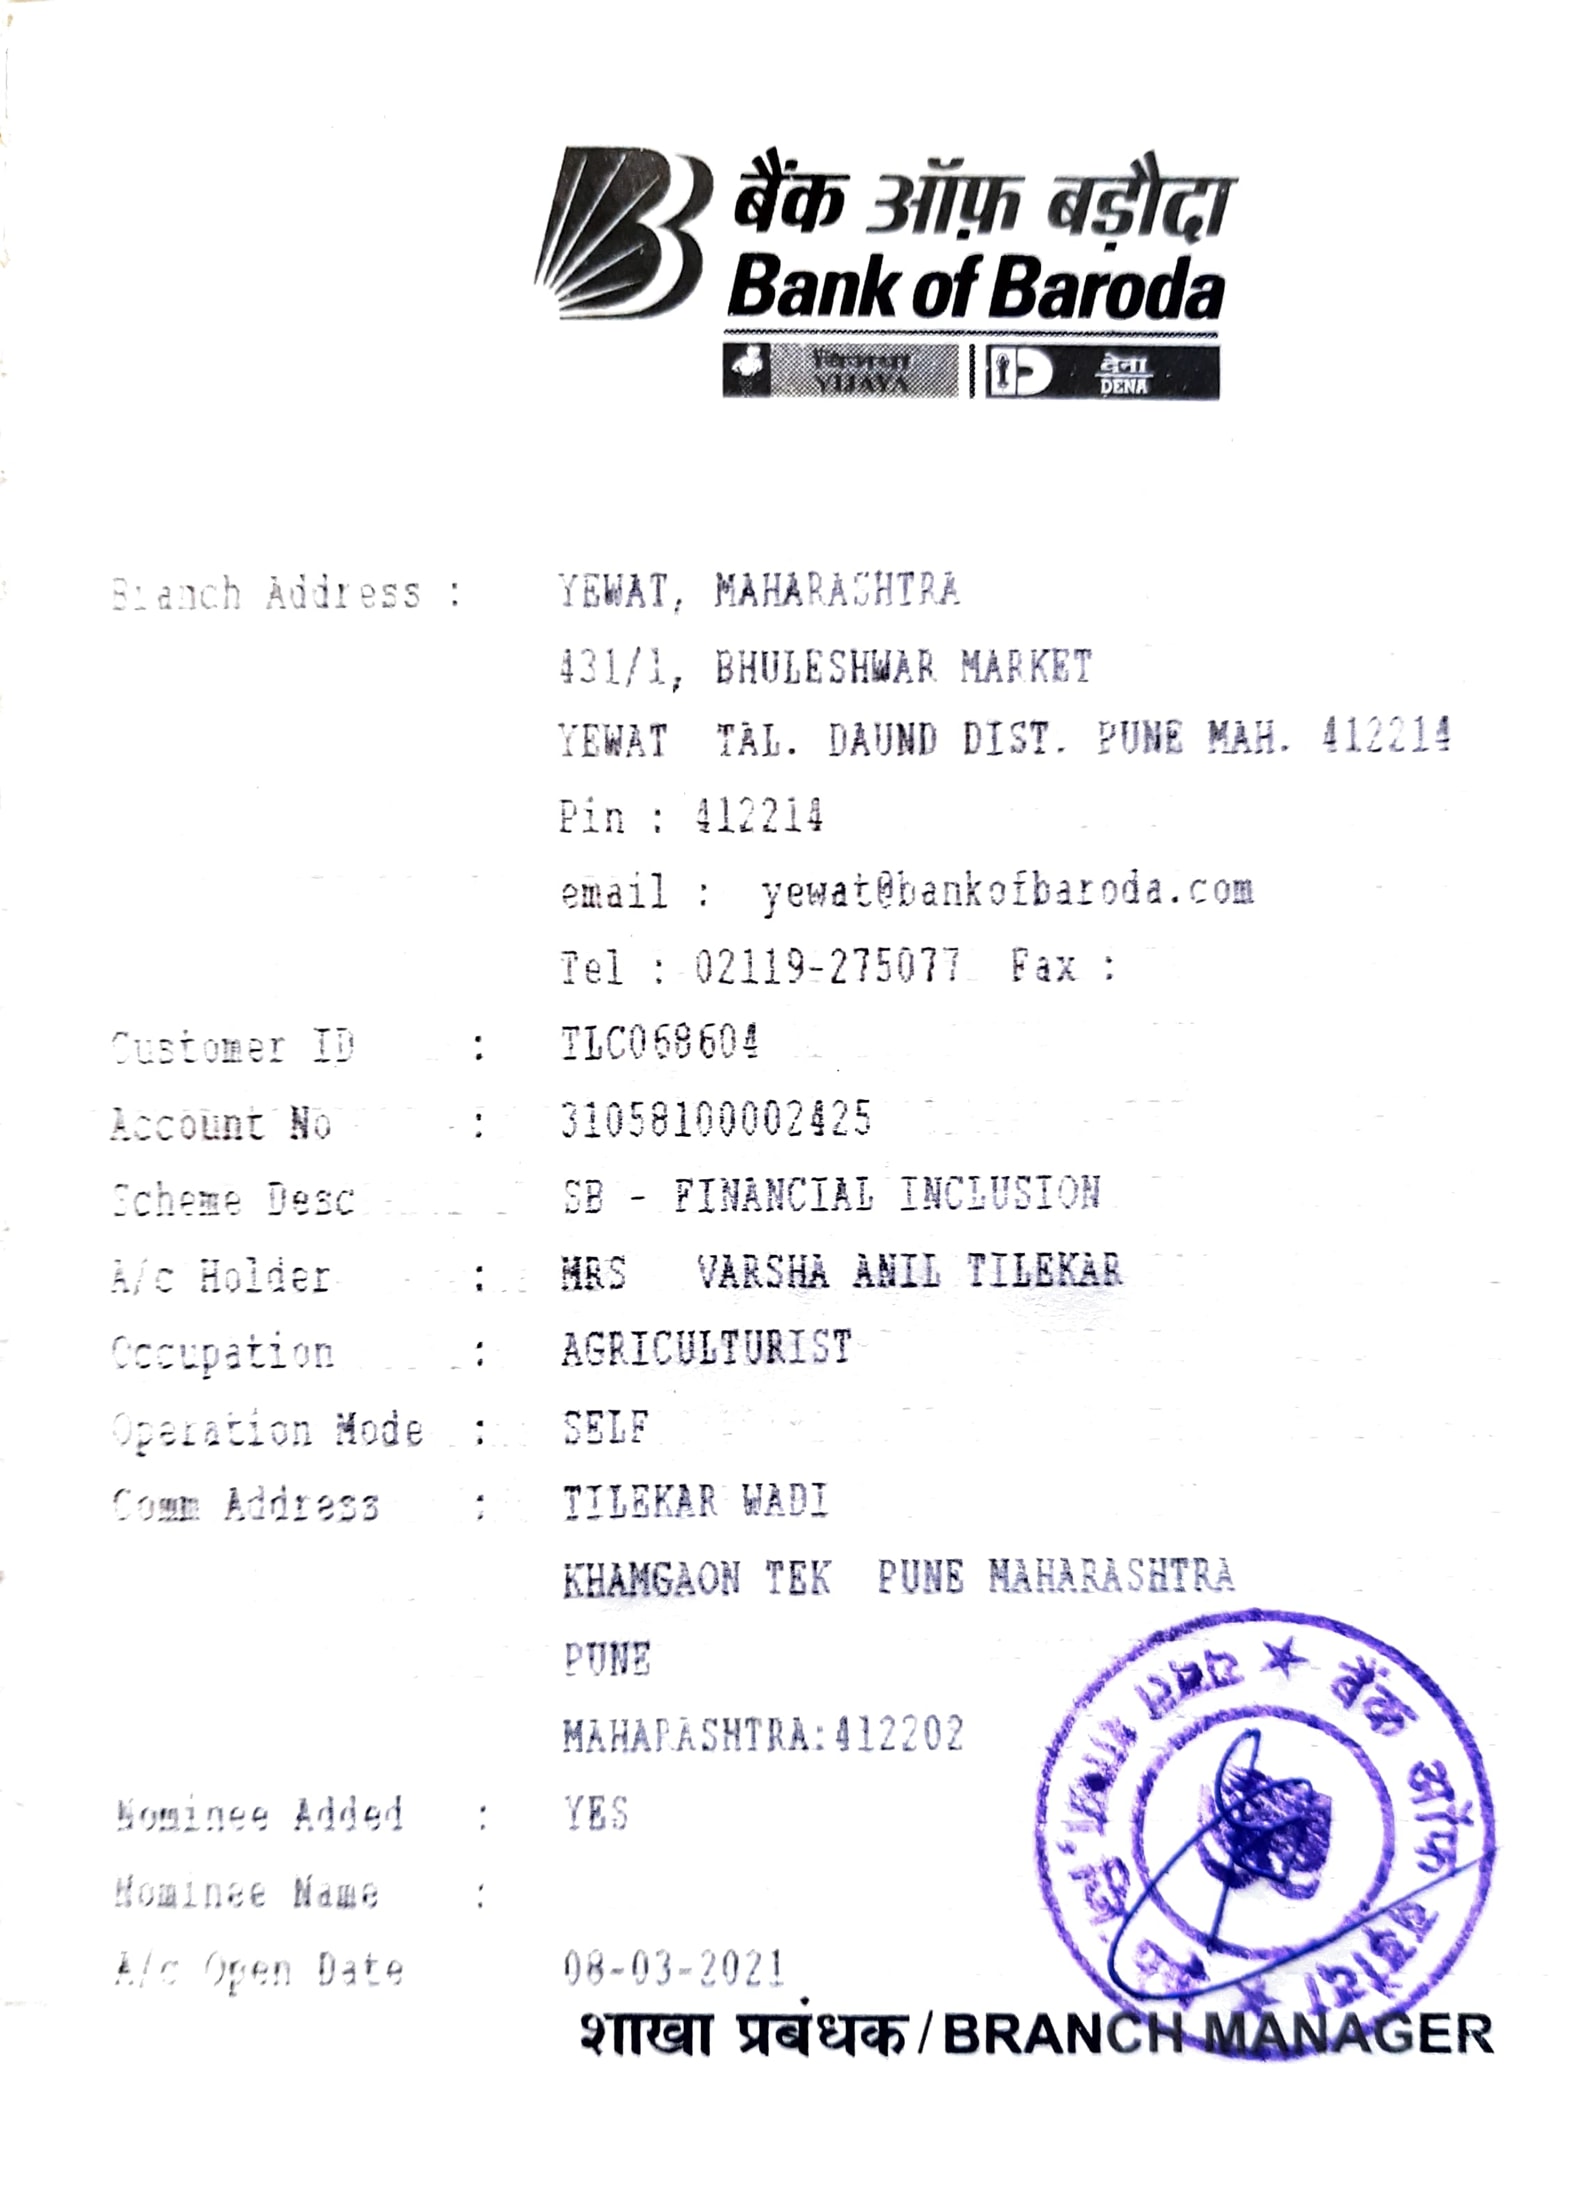 बैंक ऑफ़ बड़ौदा
Bank of Baroda
विजया VIJAYA देना DENA
Branch Address : YEWAT, MAHARASHTRA
431/1, BHULESHWAR MARKET
YEWAT TAL. DAUND DIST. PUNE MAH. 412214
Pin : 412214
email : yewat@bankofbaroda.com
Tel : 02119-275077 Fax :
Customer ID : TLC068604
Account No : 31058100002425
Scheme Desc SB - FINANCIAL INCLUSION
A/c Holder : MRS VARSHA ANIL TILEKAR
Occupation : AGRICULTURIST
Operation Mode : SELF
Comm Address : TILEKAR WADI
KHAMGAON TEK PUNE MAHARASHTRA
PUNE
MAHARASHTRA:412202
Nominee Added : YES
Nominee Name :
A/c Open Date 08-03-2021
बैंक ऑफ बड़ौदा
शाखा प्रबंधक/BRANCH MANAGER